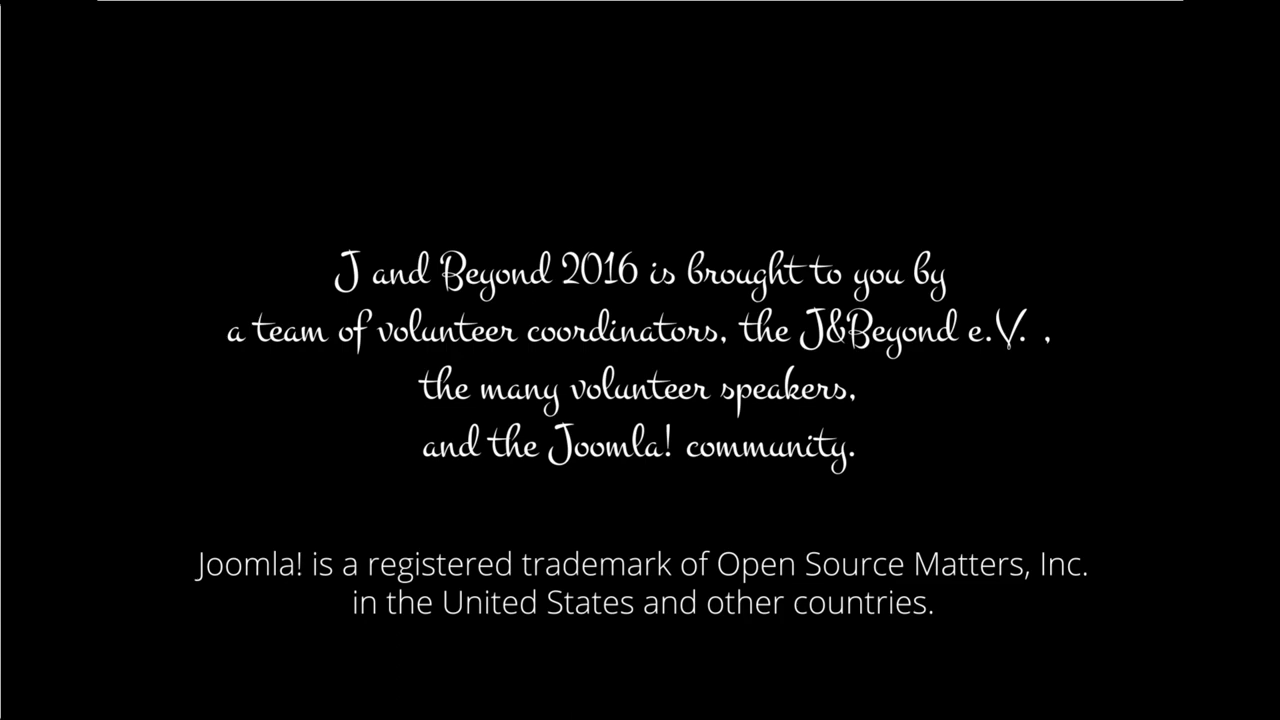 J and Beyond 2016 is brought to you by
a team of volunteer coordinators, the J&Beyond e.V. ,
the many volunteer speakers,
and the Joomla! community.
Joomla! is a registered trademark of Open Source Matters, Inc.
in the United States and other countries.